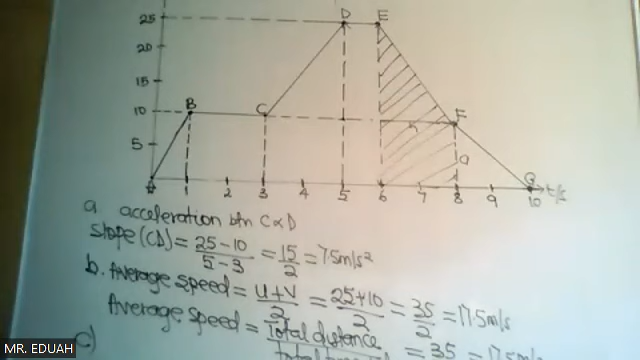 25 D E
20
15
10 B C F
5 a
A 1 2 3 4 5 6 7 8 9 10 G t/s
a. acceleration btn C & D
Slope (CD) = 25-10 / 5-3 = 15 / 2 = 7.5m/s²
b. Average speed = u+v / 2 = 25+10 / 2 = 35 / 2 = 17.5m/s
Average speed = Total distance = 35
c)
MR. EDUAH